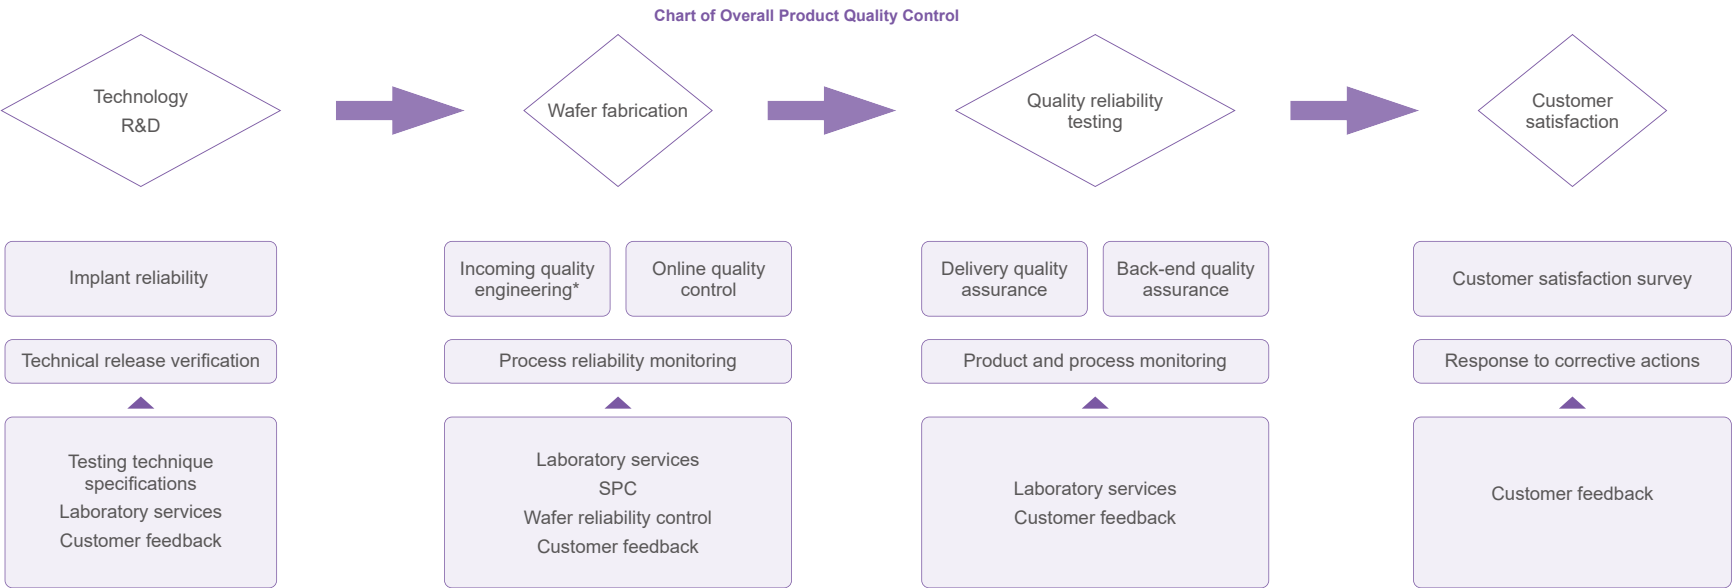 Chart of Overall Product Quality Control
Technology
R&D
Wafer fabrication
Quality reliability
testing
Customer
satisfaction
Implant reliability
Incoming quality
engineering*
Online quality
control
Delivery quality
assurance
Back-end quality
assurance
Customer satisfaction survey
Technical release verification
Process reliability monitoring
Product and process monitoring
Response to corrective actions
Testing technique
specifications
Laboratory services
Customer feedback
Laboratory services
SPC
Wafer reliability control
Customer feedback
Laboratory services
Customer feedback
Customer feedback